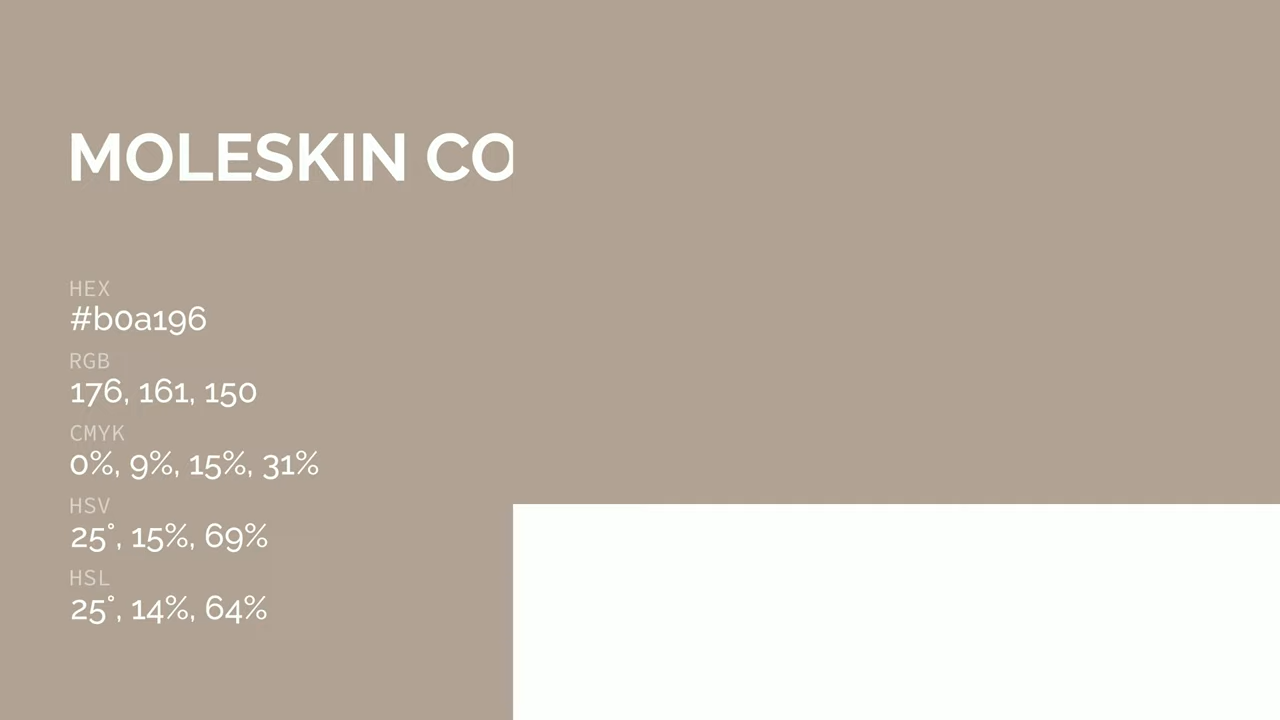 MOLESKIN CO
HEX
#b0a196
RGB
176, 161, 150
CMYK
0%, 9%, 15%, 31%
HSV
25°, 15%, 69%
HSL
25°, 14%, 64%